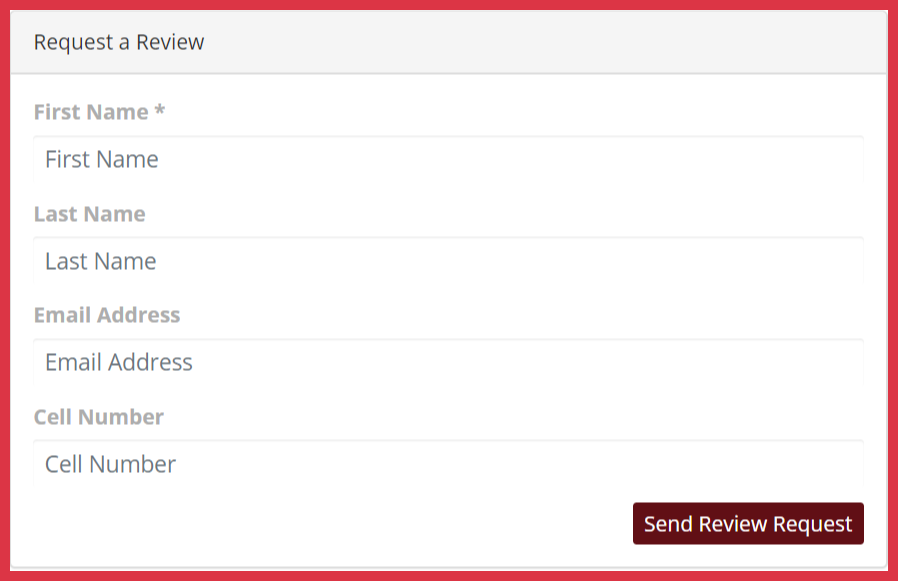 Request a Review
First Name *
First Name
Last Name
Last Name
Email Address
Email Address
Cell Number
Cell Number
Send Review Request